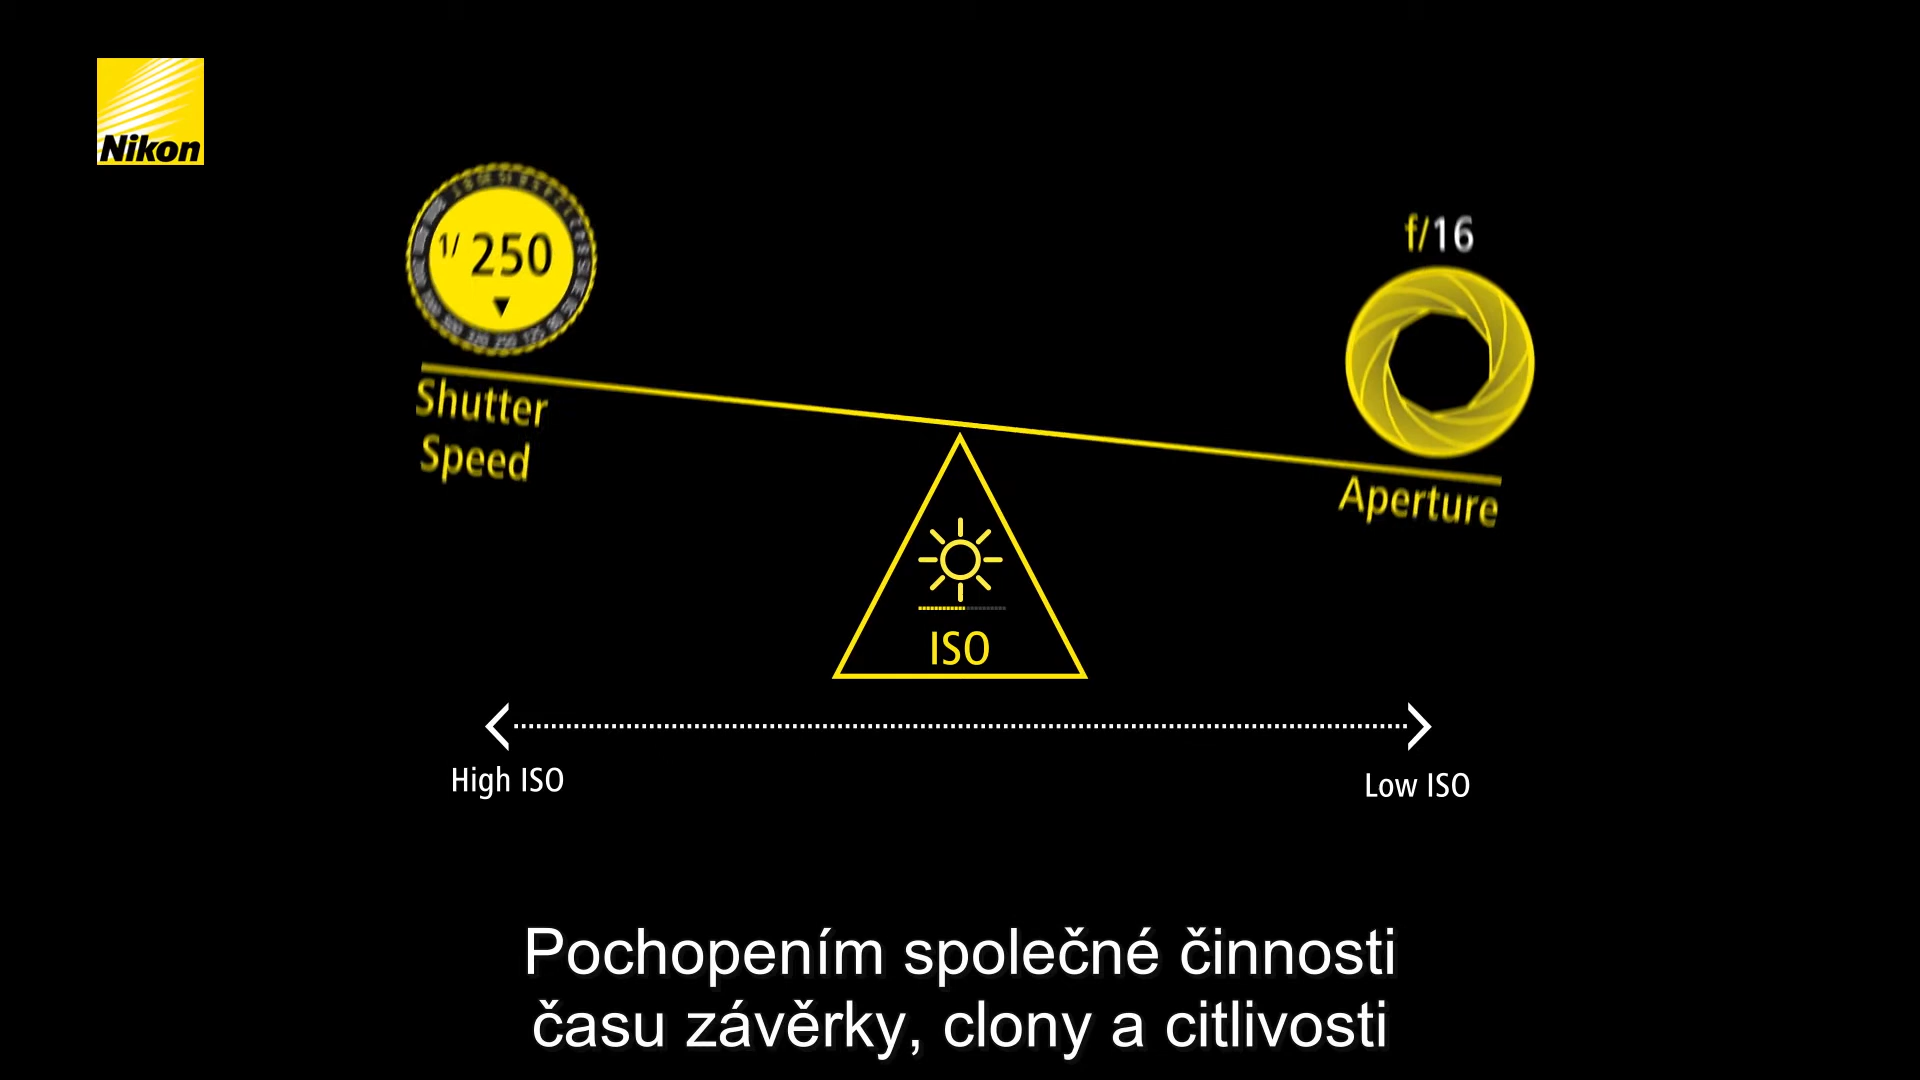 Nikon
1/ 250
f/16
Shutter
Speed
Aperture
ISO
High ISO
Low ISO
Pochopením společné činnosti
času závěrky, clony a citlivosti